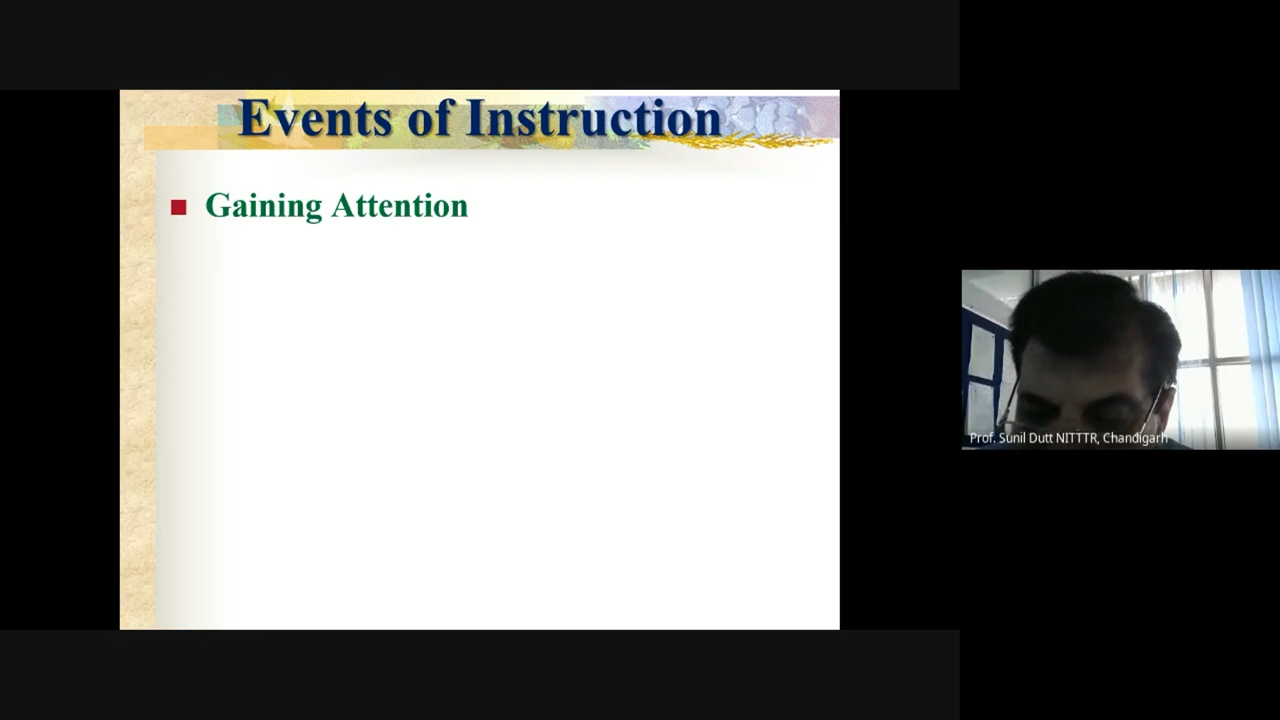 Events of Instruction
Gaining Attention
Prof. Sunil Dutt NITTTR, Chandigarh